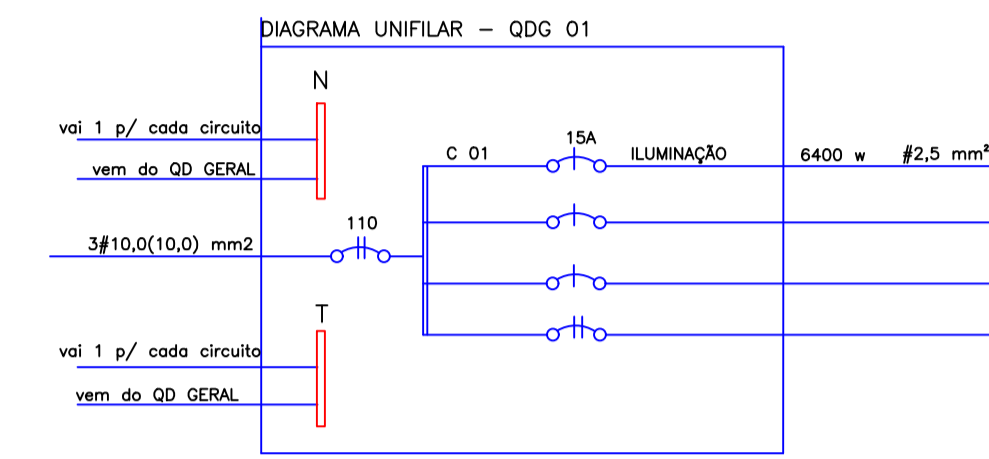 DIAGRAMA UNIFILAR – QDG 01
N
vai 1 p/ cada circuito
vem do QD GERAL
C 01 15A ILUMINAÇÃO 6400 w #2,5 mm²
3#10,0(10,0) mm2 110
T
vai 1 p/ cada circuito
vem do QD GERAL